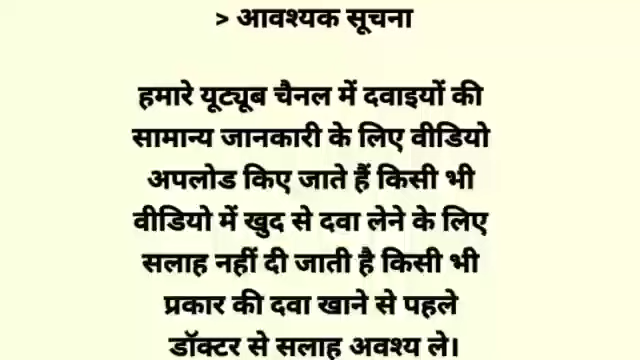 > आवश्यक सूचना
हमारे यूट्यूब चैनल में दवाइयों की
सामान्य जानकारी के लिए वीडियो
अपलोड किए जाते हैं किसी भी
वीडियो में खुद से दवा लेने के लिए
सलाह नहीं दी जाती है किसी भी
प्रकार की दवा खाने से पहले
डॉक्टर से सलाह अवश्य ले।